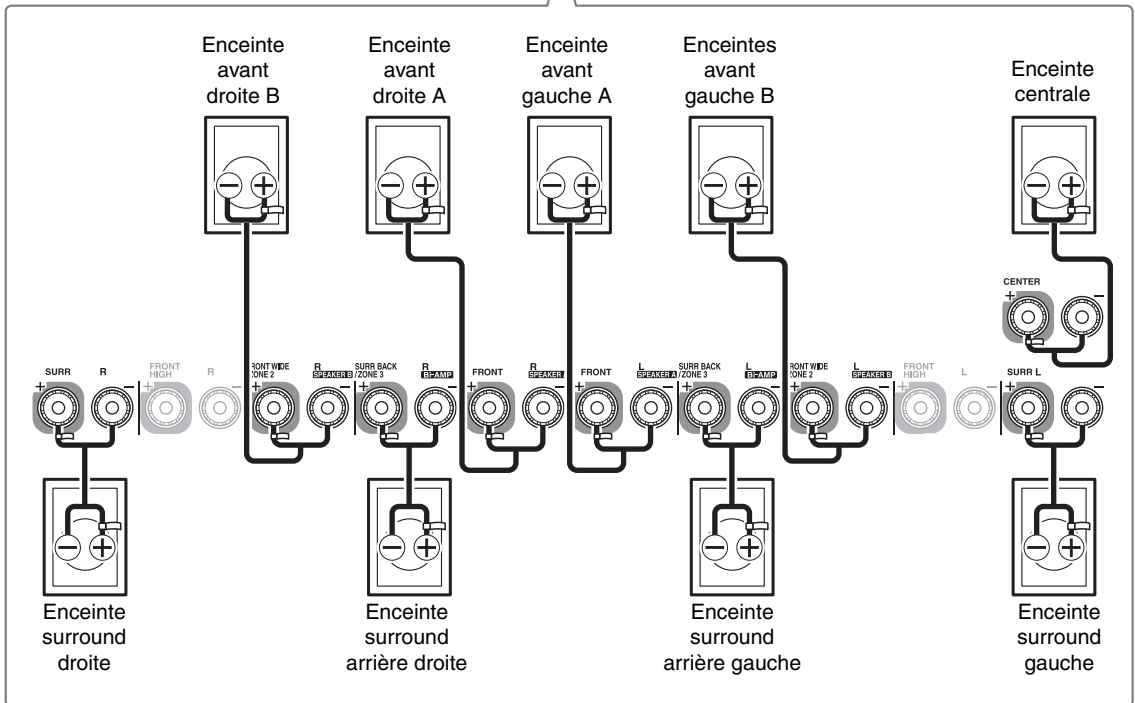 Enceinte
avant
droite B
Enceinte
avant
droite A
Enceinte
avant
gauche A
Enceintes
avant
gauche B
Enceinte
centrale
CENTER
+ −
SURR R
+ −
FRONT
HIGH R
+ −
RONT WIDE
ZONE 2 R
SPEAKER B
+ −
SURR BACK
/ZONE 3 R
BI-AMP
+ −
FRONT R
SPEAKER A
+ −
FRONT L
SPEAKER A
+ −
SURR BACK
/ZONE 3 L
BI-AMP
+ −
RONT WIDE
ZONE 2 L
SPEAKER B
+ −
FRONT
HIGH L
+ −
SURR L
+ −
Enceinte
surround
droite
Enceinte
surround
arrière droite
Enceinte
surround
arrière gauche
Enceinte
surround
gauche